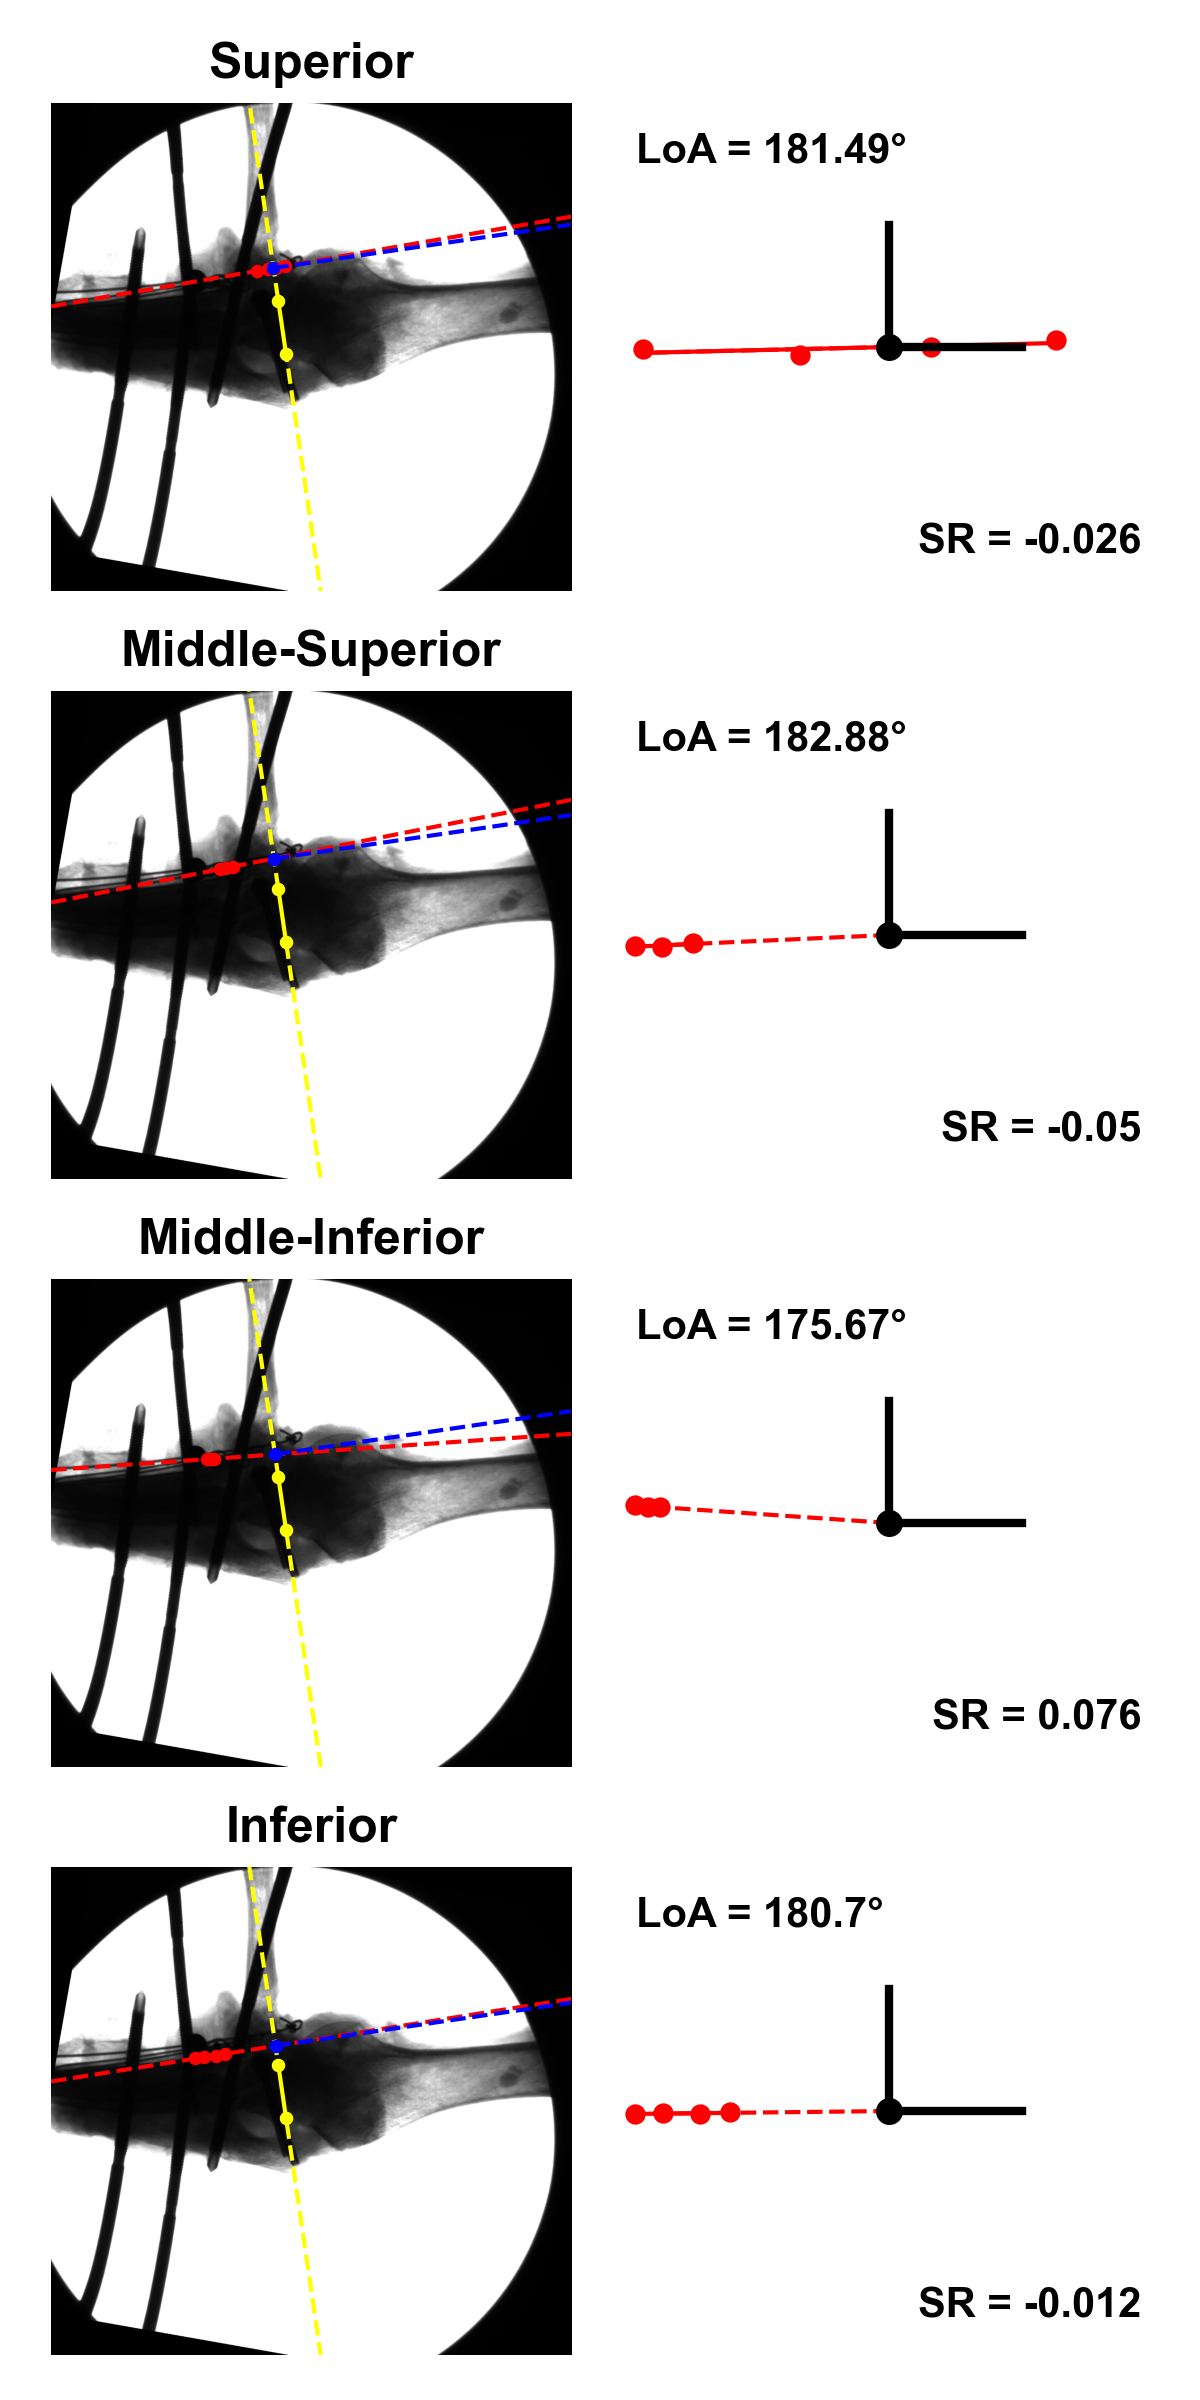 Superior
LoA = 181.49°
SR = -0.026
Middle-Superior
LoA = 182.88°
SR = -0.05
Middle-Inferior
LoA = 175.67°
SR = 0.076
Inferior
LoA = 180.7°
SR = -0.012